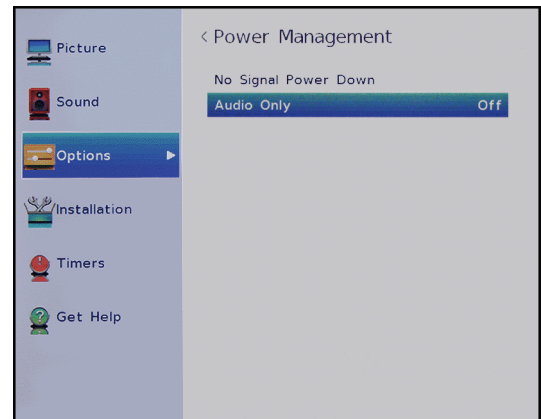 Picture
Sound
Options
Installation
Timers
Get Help
< Power Management
No Signal Power Down
Audio Only Off